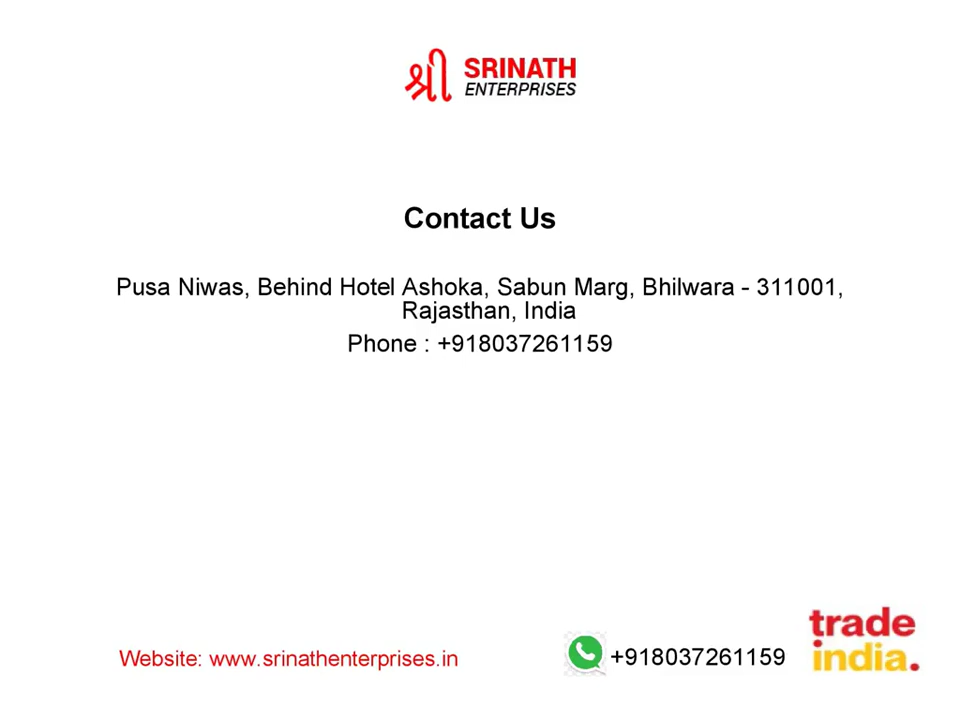 श्री SRINATH
ENTERPRISES
Contact Us
Pusa Niwas, Behind Hotel Ashoka, Sabun Marg, Bhilwara - 311001,
Rajasthan, India
Phone : +918037261159
Website: www.srinathenterprises.in
+918037261159
trade
india.